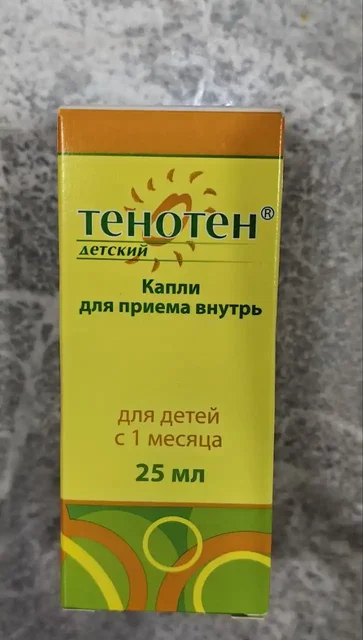 ТЕНОТЕН®
детский
Капли
для приема внутрь
для детей
с 1 месяца
25 мл